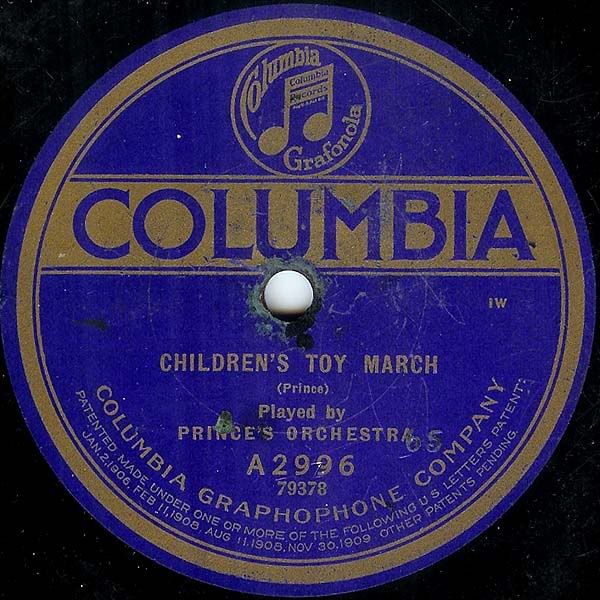 Columbia
Columbia
Records
Grafonola
COLUMBIA
IW
CHILDREN'S TOY MARCH
(Prince)
Played by
PRINCE'S ORCHESTRA
65
A2996
79378
COLUMBIA GRAPHOPHONE COMPANY
PATENTED, MADE UNDER ONE OR MORE OF THE FOLLOWING U.S. LETTERS PATENT:
JAN. 2, 1906, FEB. 11, 1908, AUG. 11, 1908, NOV. 30, 1909 OTHER PATENTS PENDING.